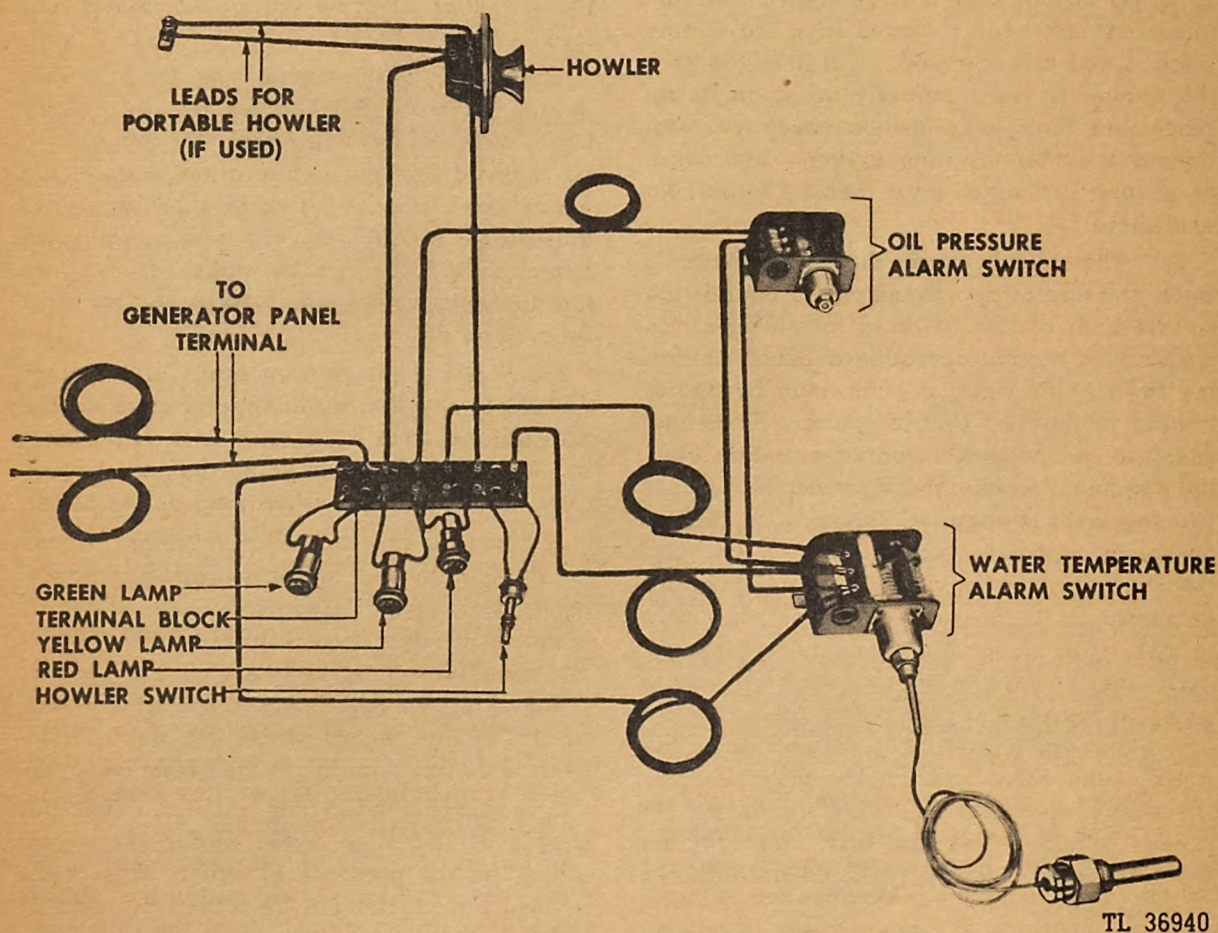 HOWLER
LEADS FOR
PORTABLE HOWLER
(IF USED)
OIL PRESSURE
ALARM SWITCH
TO
GENERATOR PANEL
TERMINAL
WATER TEMPERATURE
ALARM SWITCH
GREEN LAMP
TERMINAL BLOCK
YELLOW LAMP
RED LAMP
HOWLER SWITCH
TL 36940